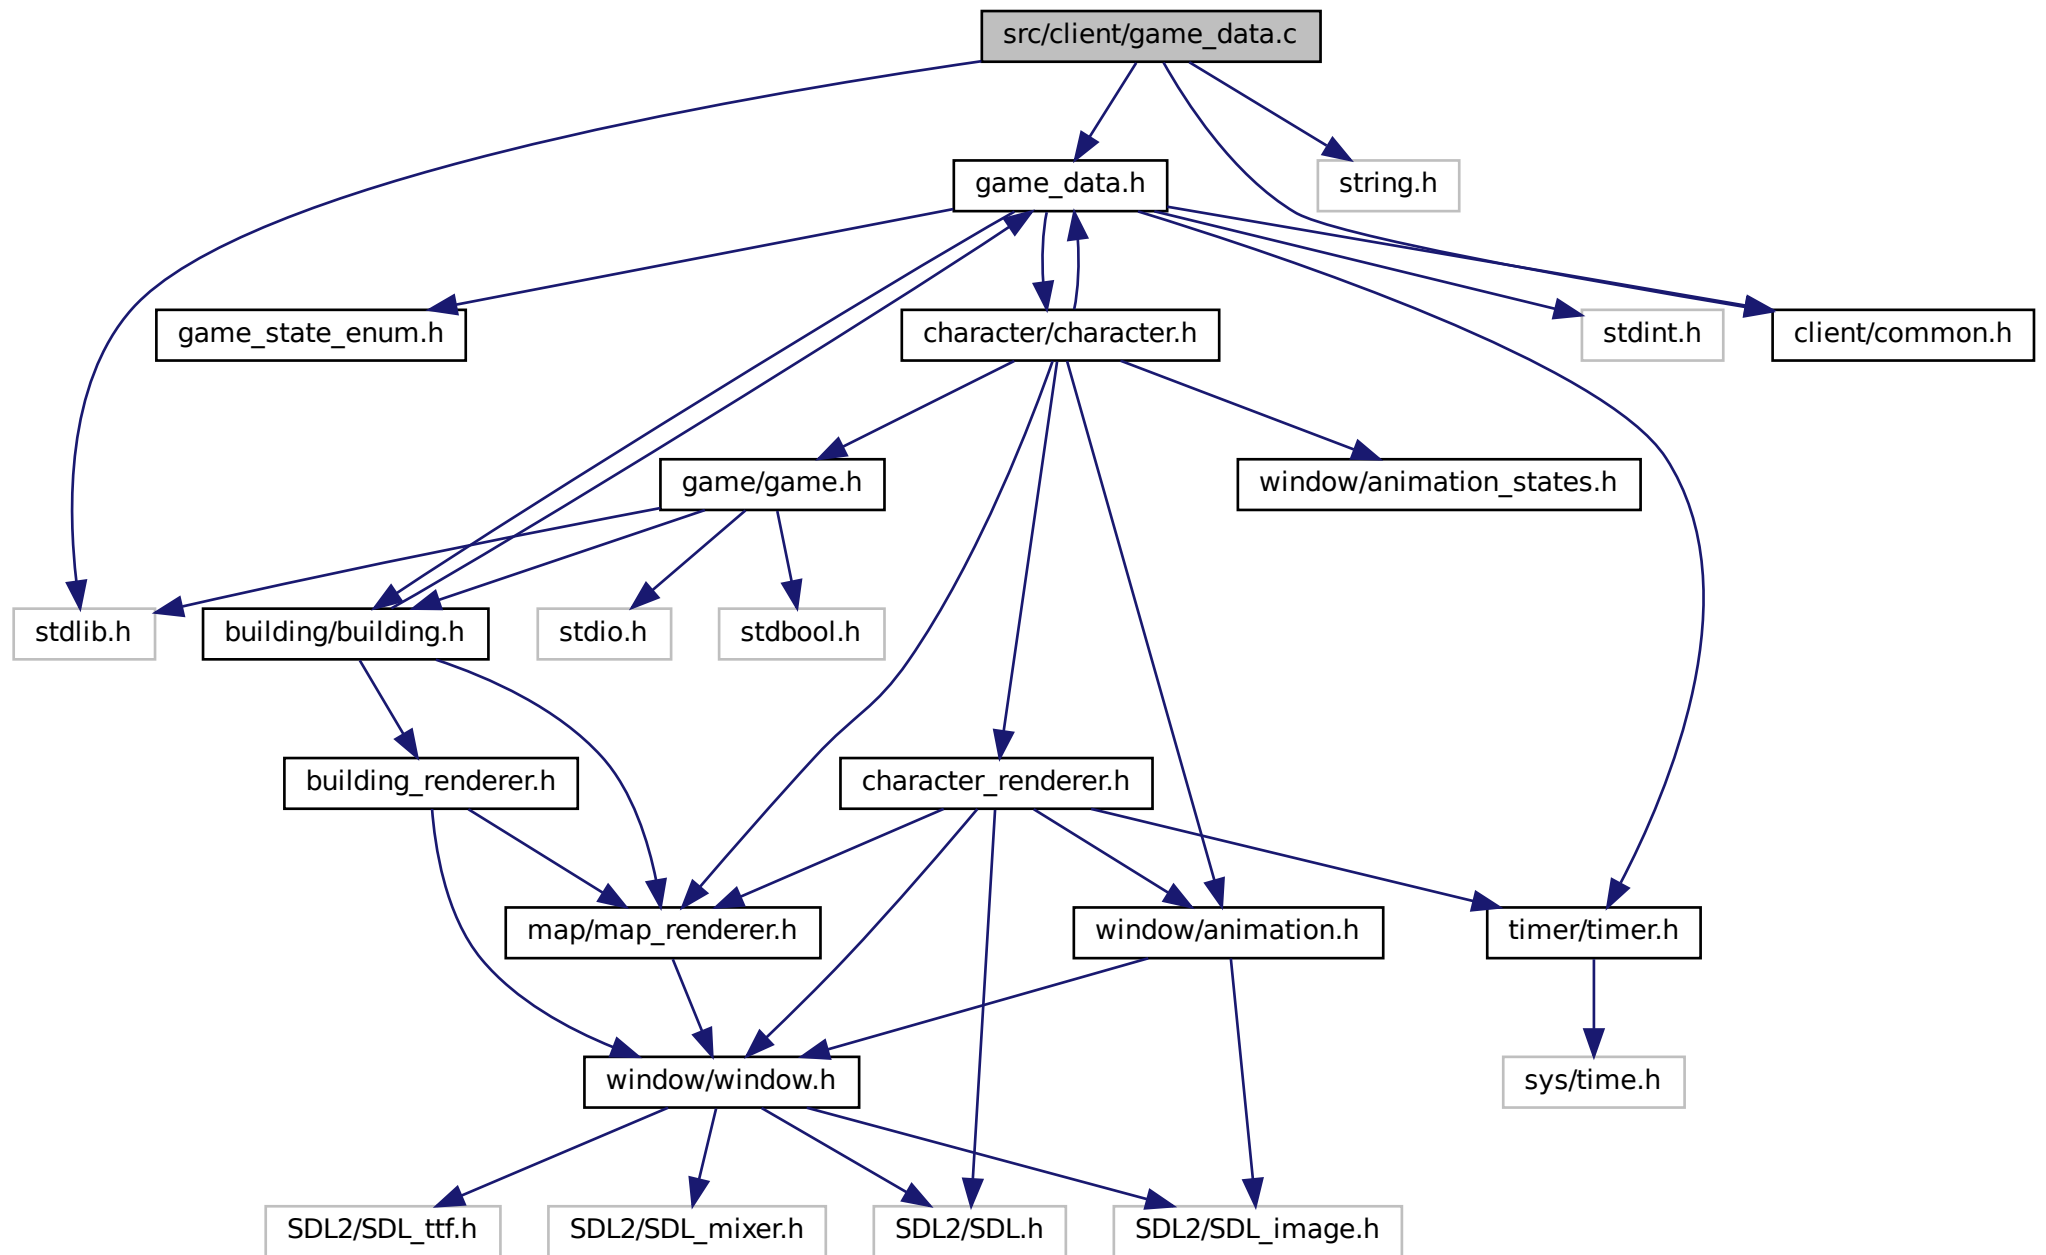 src/client/game_data.c
game_data.h
string.h
game_state_enum.h
character/character.h
stdint.h
client/common.h
game/game.h
window/animation_states.h
stdlib.h
building/building.h
stdio.h
stdbool.h
building_renderer.h
character_renderer.h
map/map_renderer.h
window/animation.h
timer/timer.h
window/window.h
sys/time.h
SDL2/SDL_ttf.h
SDL2/SDL_mixer.h
SDL2/SDL.h
SDL2/SDL_image.h